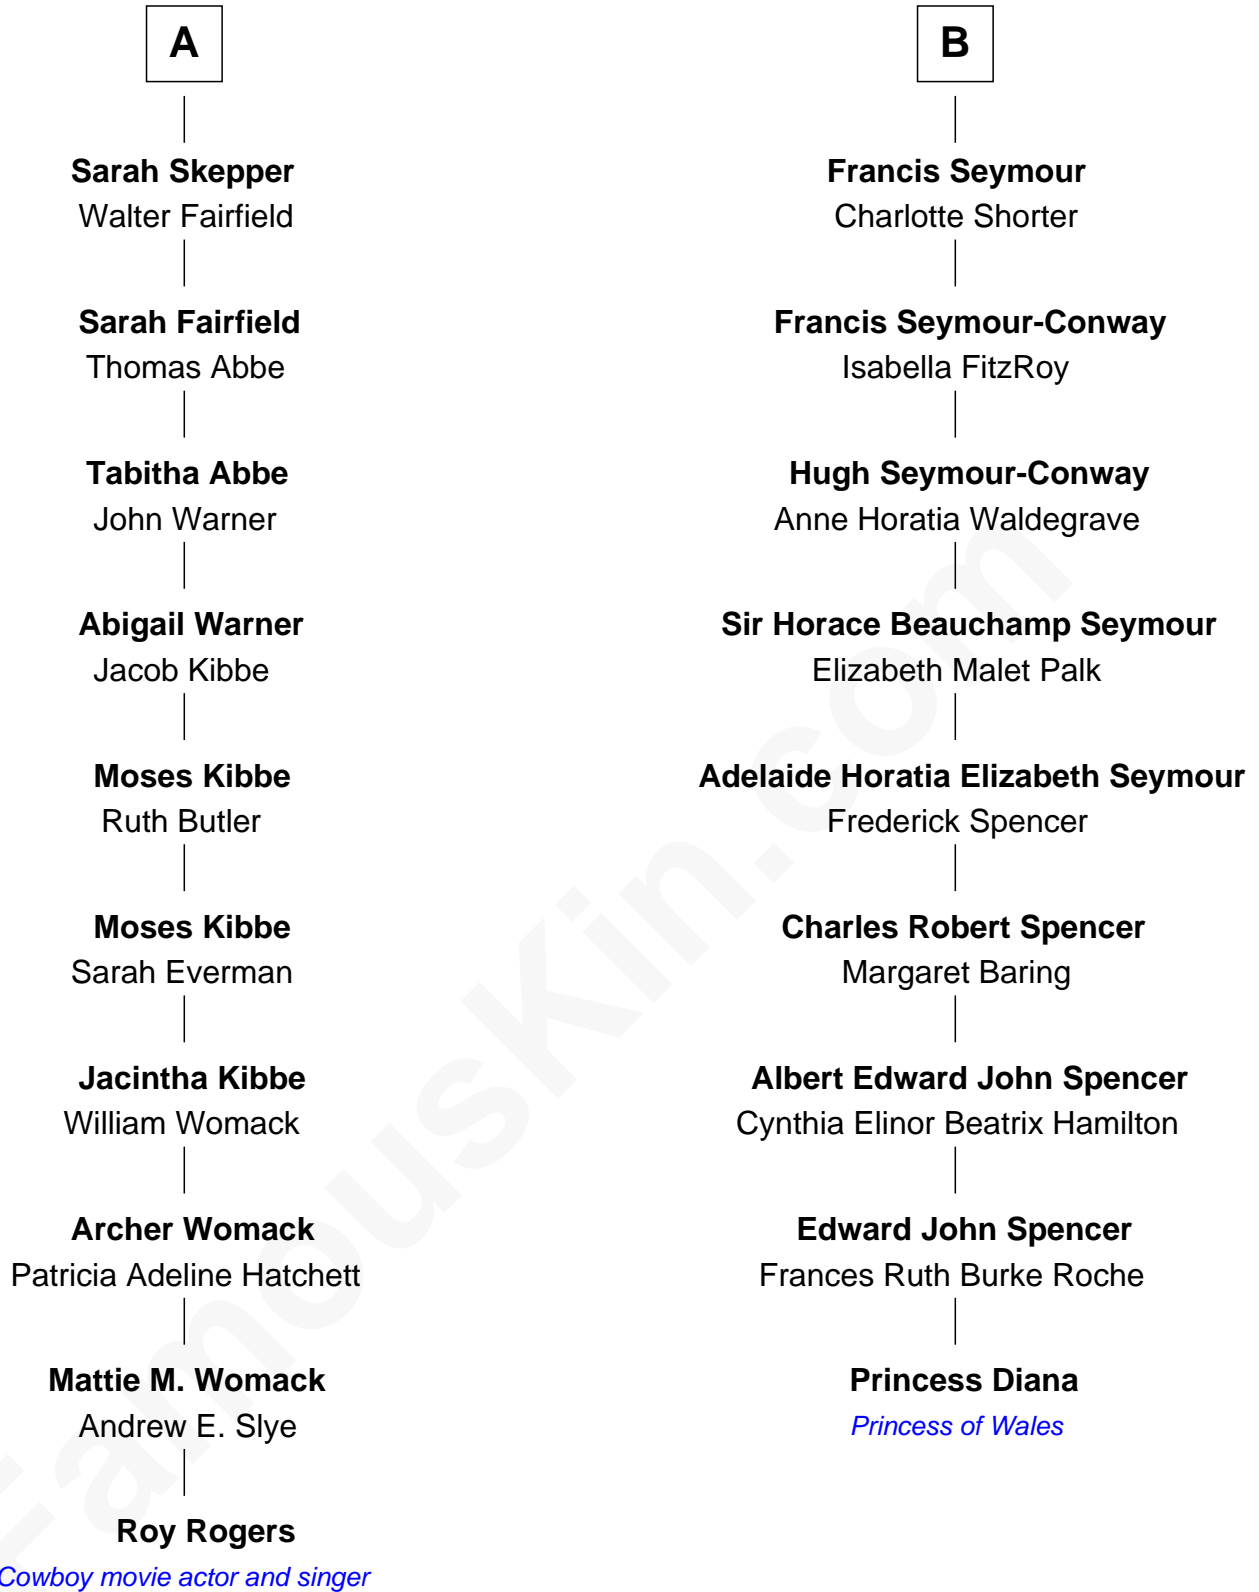 A
Sarah Skepper
Walter Fairfield
Sarah Fairfield
Thomas Abbe
Tabitha Abbe
John Warner
Abigail Warner
Jacob Kibbe
Moses Kibbe
Ruth Butler
Moses Kibbe
Sarah Everman
Jacintha Kibbe
William Womack
Archer Womack
Patricia Adeline Hatchett
Mattie M. Womack
Andrew E. Slye
Roy Rogers
Cowboy movie actor and singer
B
Francis Seymour
Charlotte Shorter
Francis Seymour-Conway
Isabella FitzRoy
Hugh Seymour-Conway
Anne Horatia Waldegrave
Sir Horace Beauchamp Seymour
Elizabeth Malet Palk
Adelaide Horatia Elizabeth Seymour
Frederick Spencer
Charles Robert Spencer
Margaret Baring
Albert Edward John Spencer
Cynthia Elinor Beatrix Hamilton
Edward John Spencer
Frances Ruth Burke Roche
Princess Diana
Princess of Wales
FamousKin.com